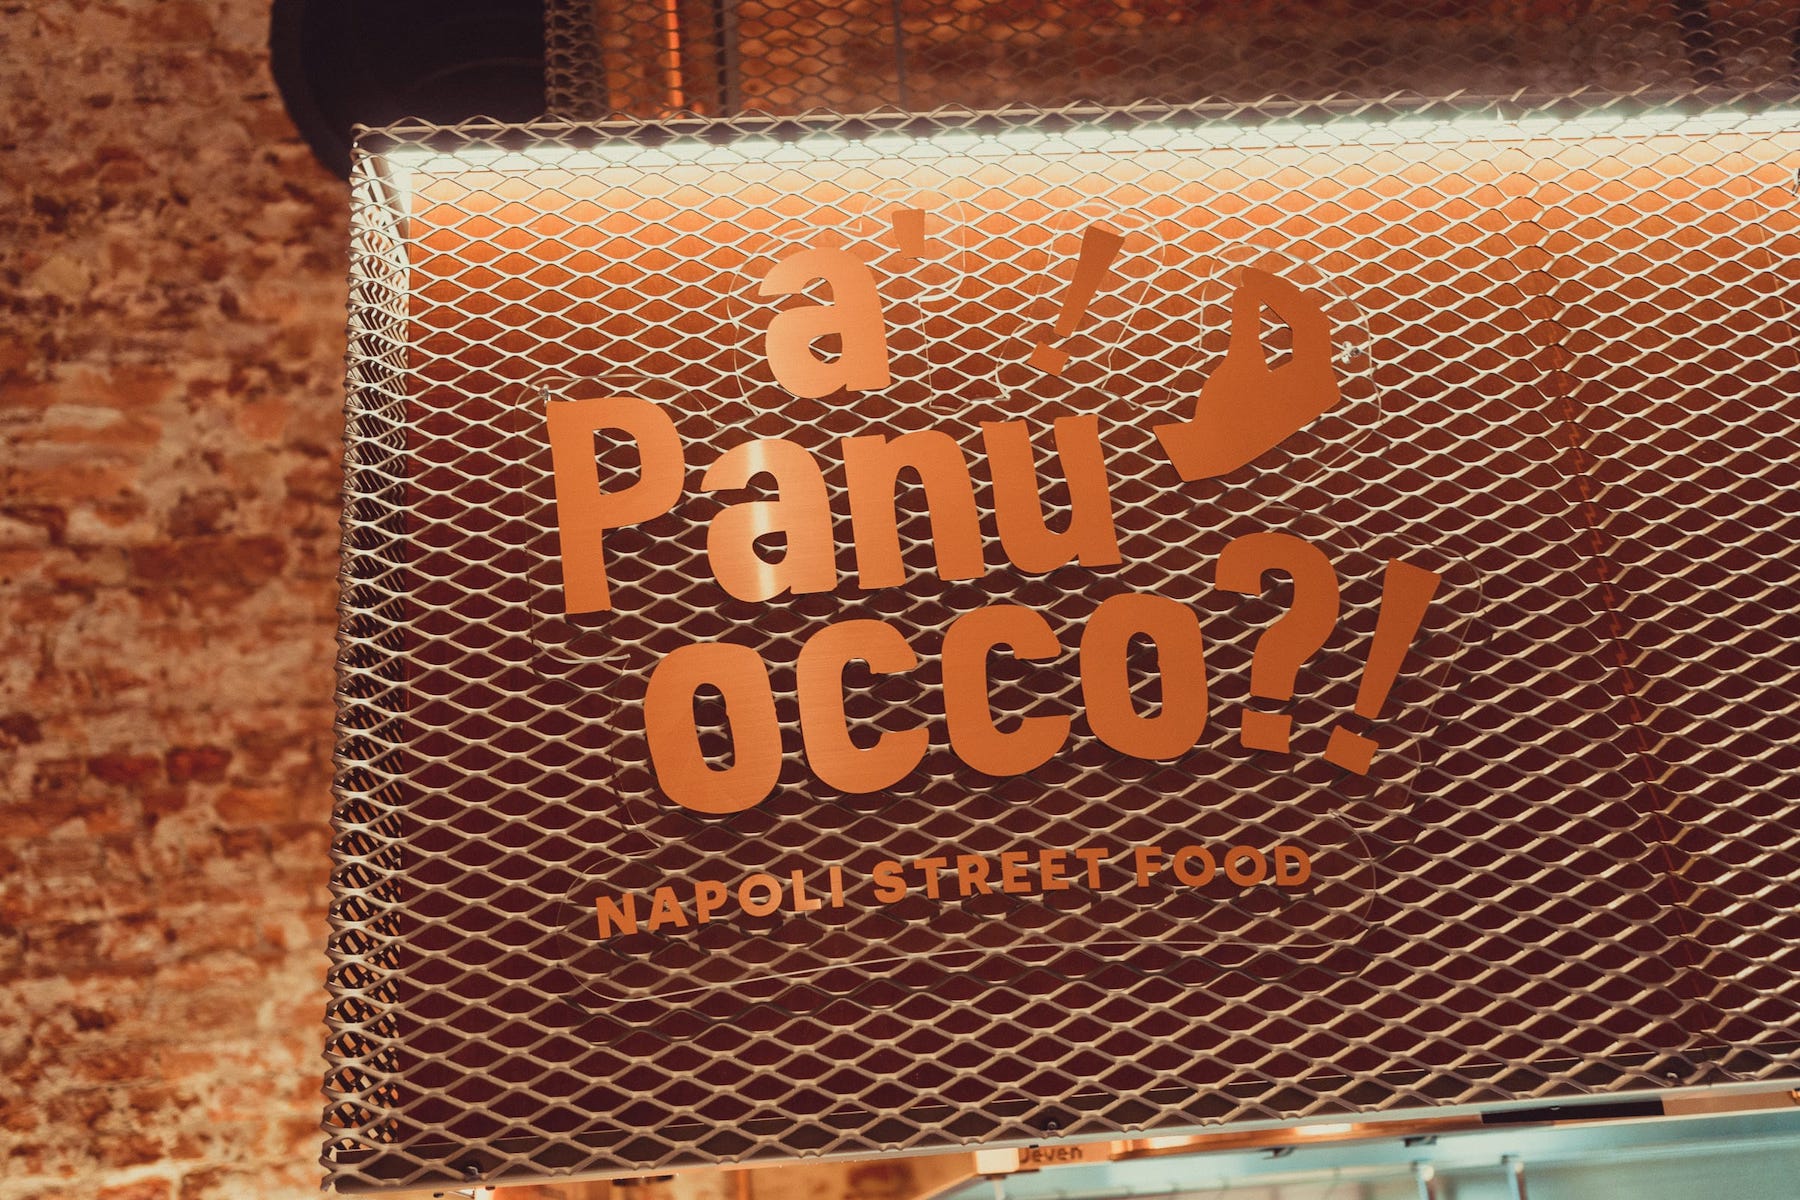 a' !
Panu
occo?!
NAPOLI STREET FOOD